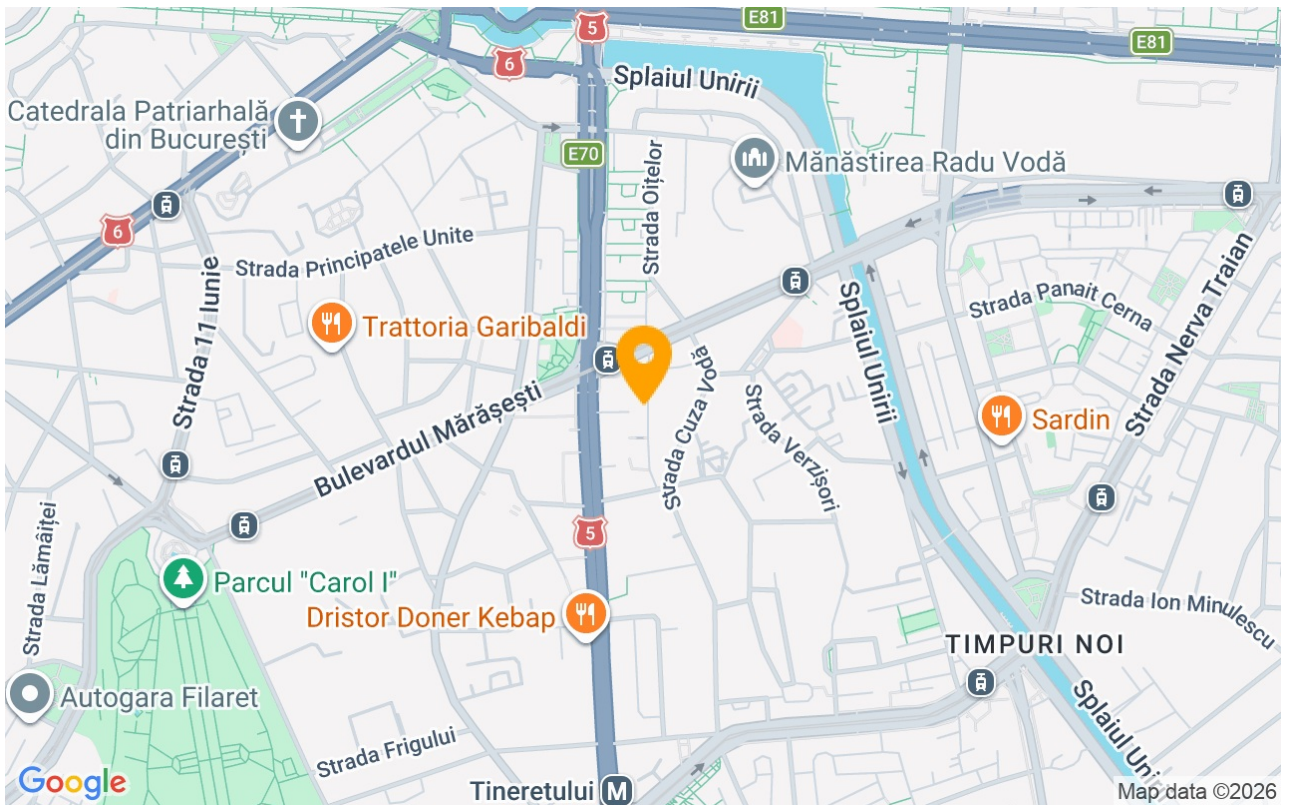 5
E81
E81
6
Splaiul Unirii
Catedrala Patriarhală
din București
E70
Mănăstirea Radu Vodă
Strada Oițelor
6
Strada Principatele Unite
Strada 11 Iunie
Strada Panait Cerna
Strada Nerva Traian
Trattoria Garibaldi
Splaiul Unirii
Strada Cuza Vodă
Bulevardul Mărășești
Strada Verzișori
Sardin
Strada Lămâiței
5
Parcul "Carol I"
Dristor Doner Kebap
Strada Ion Minulescu
TIMPURI NOI
Autogara Filaret
Splaiul Unirii
Strada Frigului
Google
Tineretului M
Map data ©2026